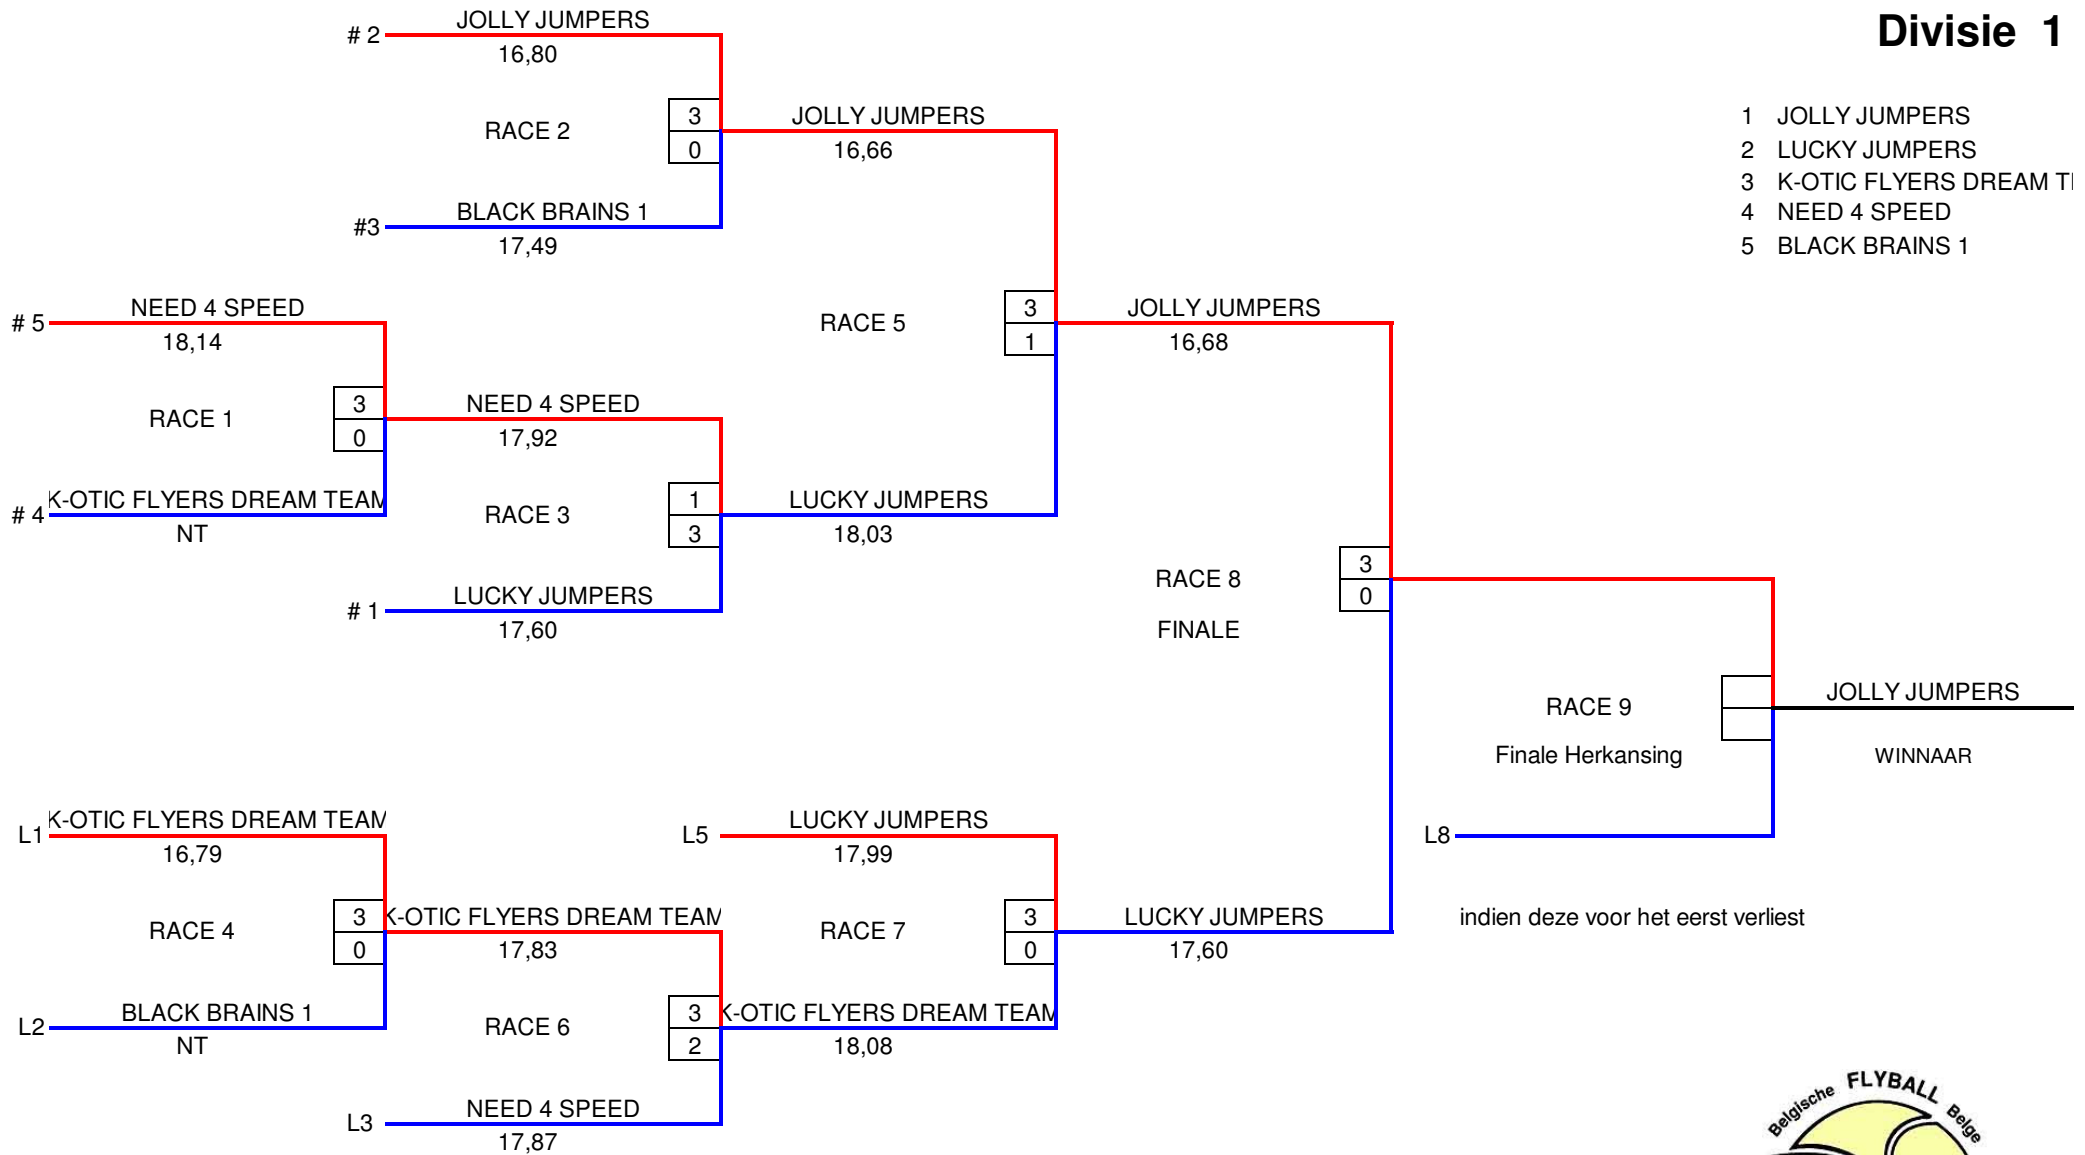 Divisie 1
1 JOLLY JUMPERS
2 LUCKY JUMPERS
3 K-OTIC FLYERS DREAM
4 NEED 4 SPEED
5 BLACK BRAINS 1
# 2 JOLLY JUMPERS
16,80
RACE 2
3
0
#3 BLACK BRAINS 1
17,49
JOLLY JUMPERS
16,66
# 5 NEED 4 SPEED
18,14
RACE 1
3
0
# 4 K-OTIC FLYERS DREAM TEAM
NT
NEED 4 SPEED
17,92
RACE 3
1
3
# 1 LUCKY JUMPERS
17,60
RACE 5
3
1
LUCKY JUMPERS
18,03
JOLLY JUMPERS
16,68
RACE 8
FINALE
3
0
L1 K-OTIC FLYERS DREAM TEAM
16,79
RACE 4
3
0
L2 BLACK BRAINS 1
NT
K-OTIC FLYERS DREAM TEAM
17,83
RACE 6
3
2
L3 NEED 4 SPEED
17,87
L5 LUCKY JUMPERS
17,99
RACE 7
3
0
K-OTIC FLYERS DREAM TEAM
18,08
LUCKY JUMPERS
17,60
RACE 9
Finale Herkansing
JOLLY JUMPERS
WINNAAR
L8
indien deze voor het eerst verliest
Belgische FLYBALL Belge